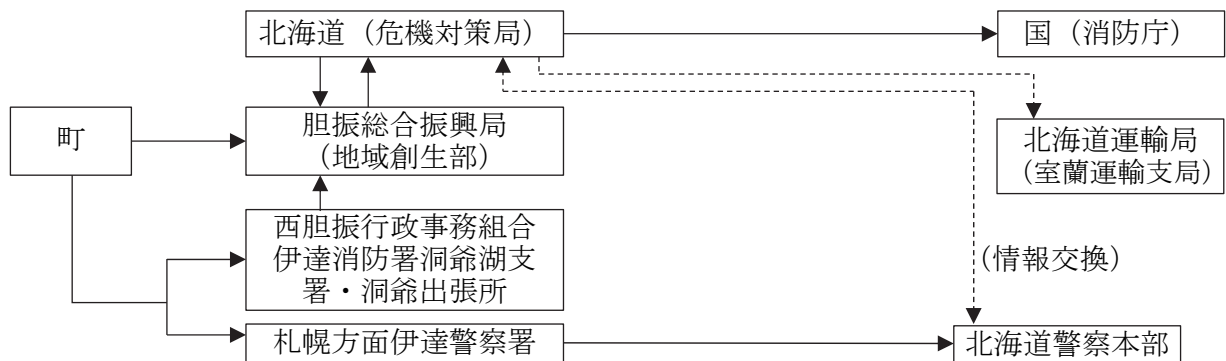 北海道（危機対策局）
国（消防庁）
町
胆振総合振興局
（地域創生部）
北海道運輸局
（室蘭運輸支局）
西胆振行政事務組合
伊達消防署洞爺湖支
署・洞爺出張所
（情報交換）
札幌方面伊達警察署
北海道警察本部